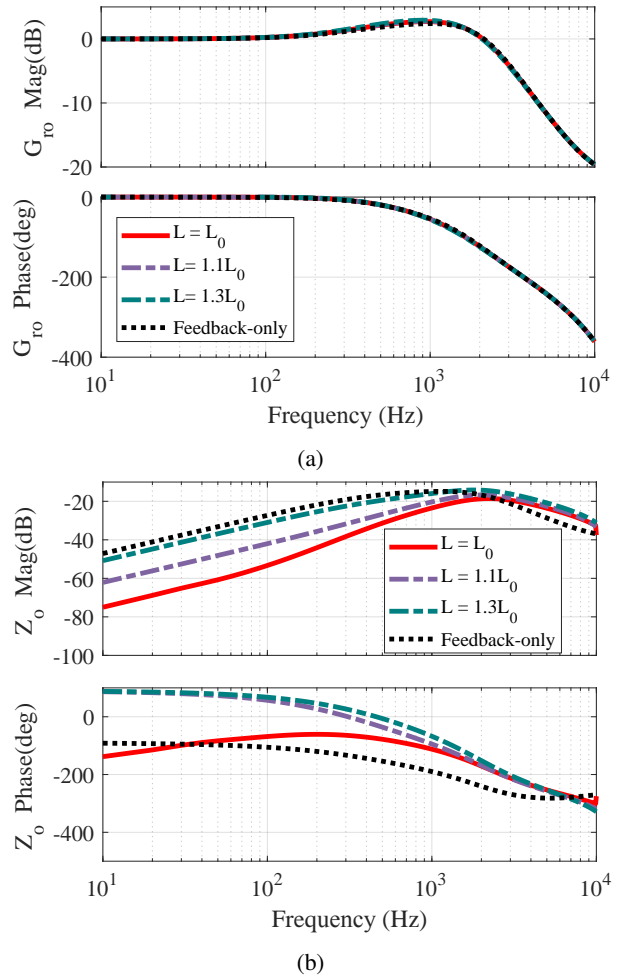 0
-10
-20
G_ro Mag(dB)
0
-200
-400
G_ro Phase(deg)
L = L_0
L= 1.1L_0
L= 1.3L_0
Feedback-only
10^1
10^2
10^3
10^4
Frequency (Hz)
(a)
-20
-40
-60
-80
-100
Z_o Mag(dB)
L = L_0
L = 1.1L_0
L = 1.3L_0
Feedback-only
0
-200
-400
Z_o Phase(deg)
10^1
10^2
10^3
10^4
Frequency (Hz)
(b)